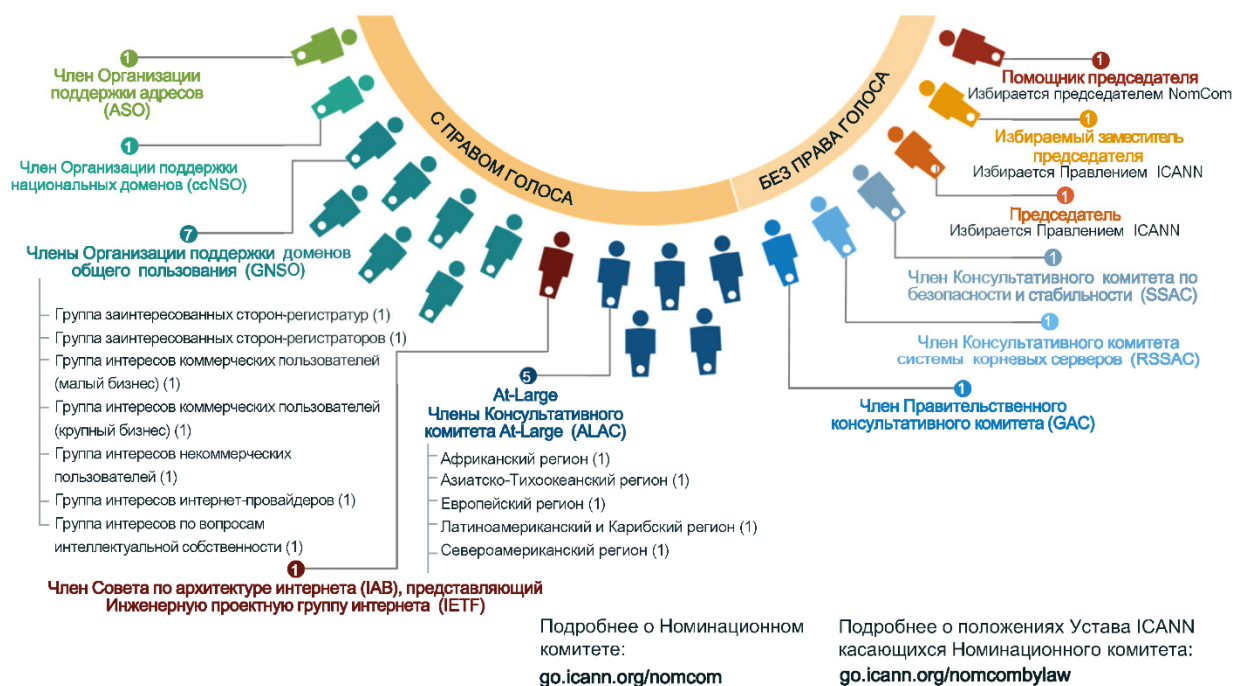 С ПРАВОМ ГОЛОСА
БЕЗ ПРАВА ГОЛОСА
1
Член Организации
поддержки адресов
(ASO)
1
Член Организации поддержки
национальных доменов (ccNSO)
7
Члены Организации поддержки доменов
общего пользования (GNSO)
Группа заинтересованных сторон-регистратур (1)
Группа заинтересованных сторон-регистраторов (1)
Группа интересов коммерческих пользователей
(малый бизнес) (1)
Группа интересов коммерческих пользователей
(крупный бизнес) (1)
Группа интересов некоммерческих
пользователей (1)
Группа интересов интернет-провайдеров (1)
Группа интересов по вопросам
интеллектуальной собственности (1)
1
Член Совета по архитектуре интернета (IAB), представляющий
Инженерную проектную группу интернета (IETF)
5
At-Large
Члены Консультативного
комитета At-Large (ALAC)
Африканский регион (1)
Азиатско-Тихоокеанский регион (1)
Европейский регион (1)
Латиноамериканский и Карибский регион (1)
Североамериканский регион (1)
1
Помощник председателя
Избирается председателем NomCom
1
Избираемый заместитель
председателя
Избирается Правлением ICANN
1
Председатель
Избирается Правлением ICANN
1
Член Консультативного комитета по
безопасности и стабильности (SSAC)
1
Член Консультативного комитета
системы корневых серверов (RSSAC)
1
Член Правительственного
консультативного комитета (GAC)
Подробнее о Номинационном
комитете:
go.icann.org/nomcom
Подробнее о положениях Устава ICANN
касающихся Номинационного комитета:
go.icann.org/nomcombylaw